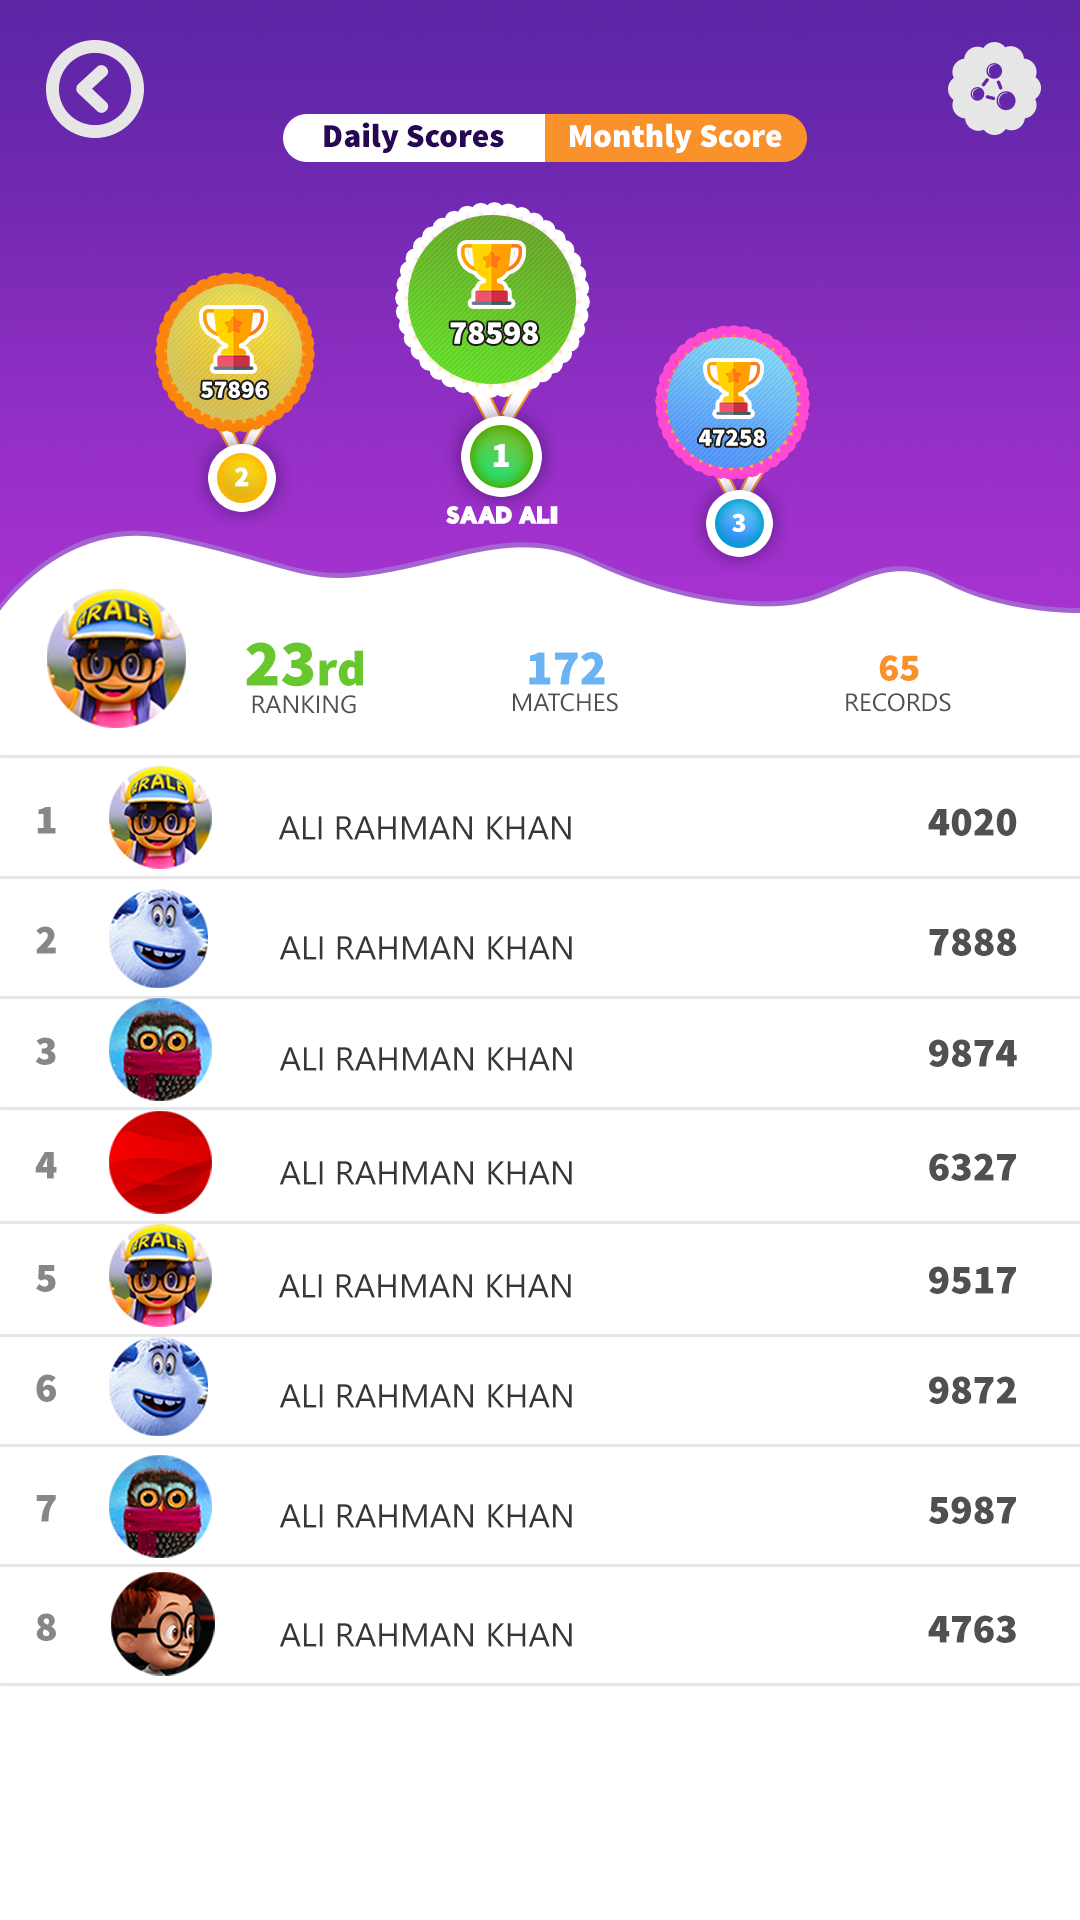 Daily Scores Monthly Score
78598
57896
47258
1
2
SAAD ALI
3
GRALE
23rd 172 65
RANKING MATCHES RECORDS
1 ALI RAHMAN KHAN 4020
2 ALI RAHMAN KHAN 7888
3 ALI RAHMAN KHAN 9874
4 ALI RAHMAN KHAN 6327
5 ALI RAHMAN KHAN 9517
6 ALI RAHMAN KHAN 9872
7 ALI RAHMAN KHAN 5987
8 ALI RAHMAN KHAN 4763